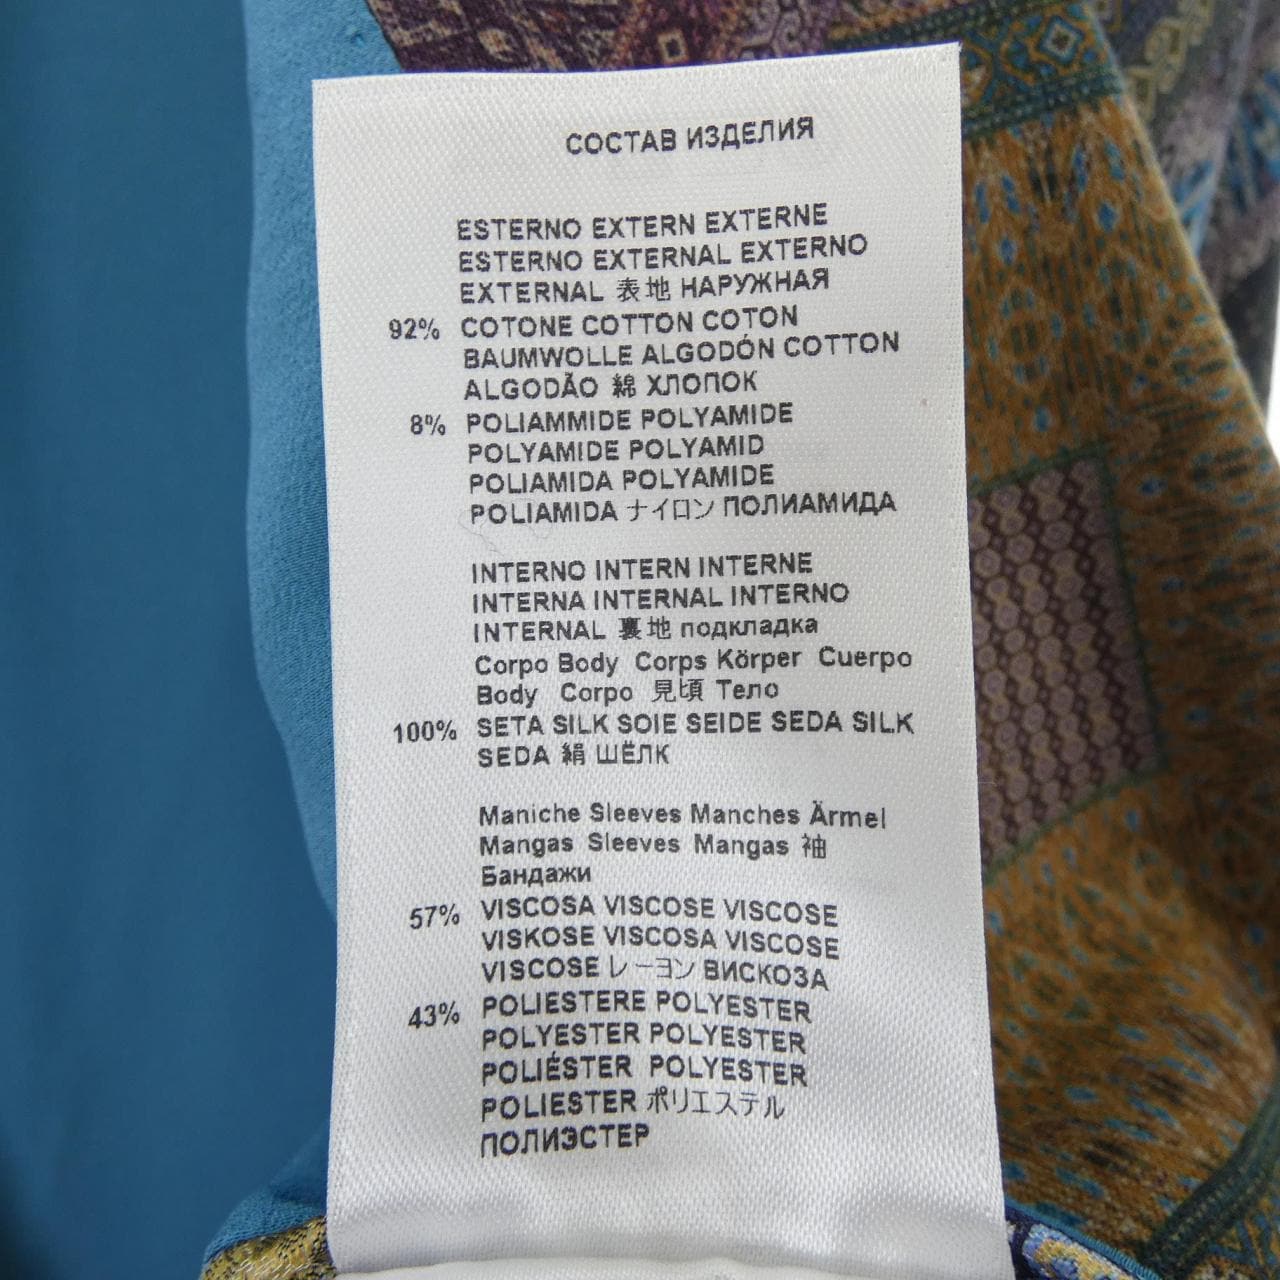 СОСТАВ ИЗДЕЛИЯ
ESTERNO EXTERN EXTERNE
ESTERNO EXTERNAL EXTERNO
EXTERNAL 表地 НАРУЖНАЯ
92% COTONE COTTON COTON
BAUMWOLLE ALGODÓN COTTON
ALGODÃO 綿 ХЛОПОК
8% POLIAMMIDE POLYAMIDE
POLYAMIDE POLYAMID
POLIAMIDA POLYAMIDE
POLIAMIDA ナイロン ПОЛИАМИДА
INTERNO INTERN INTERNE
INTERNA INTERNAL INTERNO
INTERNAL 裏地 подкладка
Corpo Body Corps Körper Cuerpo
Body Corpo 見頃 Тело
100% SETA SILK SOIE SEIDE SEDA SILK
SEDA 絹 ШЁЛК
Maniche Sleeves Manches Ärmel
Mangas Sleeves Mangas 袖
Бандажи
57% VISCOSA VISCOSE VISCOSE
VISKOSE VISCOSA VISCOSE
VISCOSE レーヨン ВИСКОЗА
43% POLIESTERE POLYESTER
POLYESTER POLYESTER
POLIÉSTER POLYESTER
POLIESTER ポリエステル
ПОЛИЭСТЕР